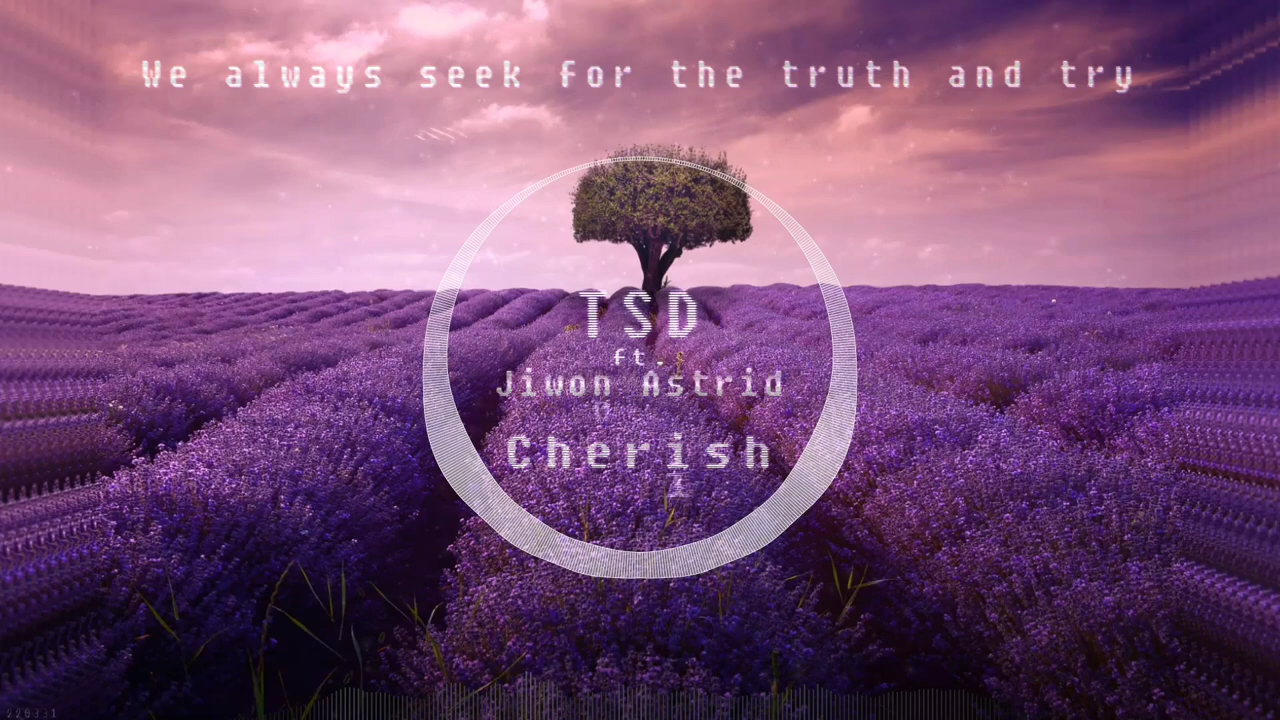 We always seek for the truth and try
TSD
ft.
Jiwon Astrid
Cherish